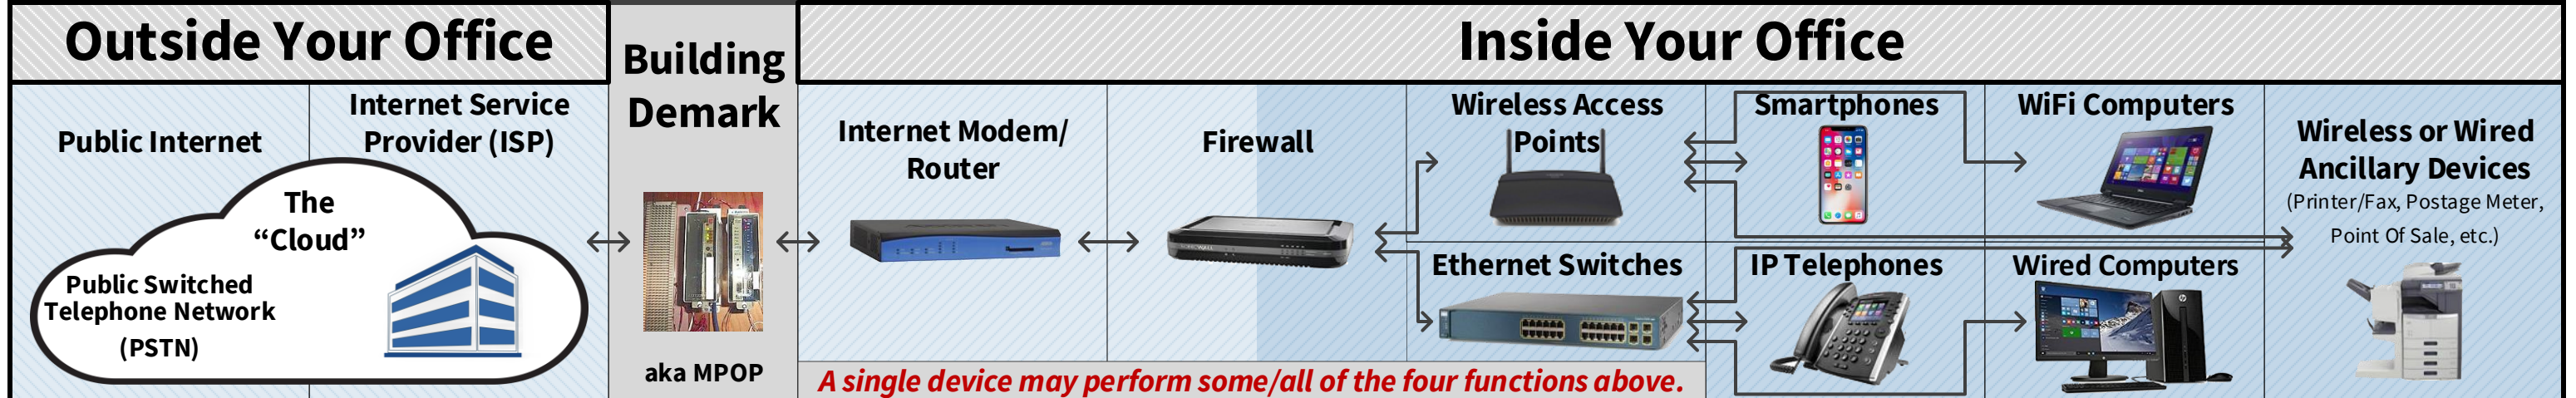 Outside Your Office
Building
Demark
Inside Your Office
Public Internet
Internet Service
Provider (ISP)
The
“Cloud”
Public Switched
Telephone Network
(PSTN)
aka MPOP
Internet Modem/
Router
Firewall
Wireless Access
Points
Ethernet Switches
A single device may perform some/all of the four functions above.
Smartphones
IP Telephones
WiFi Computers
Wired Computers
Wireless or Wired
Ancillary Devices
(Printer/Fax, Postage Meter,
Point Of Sale, etc.)